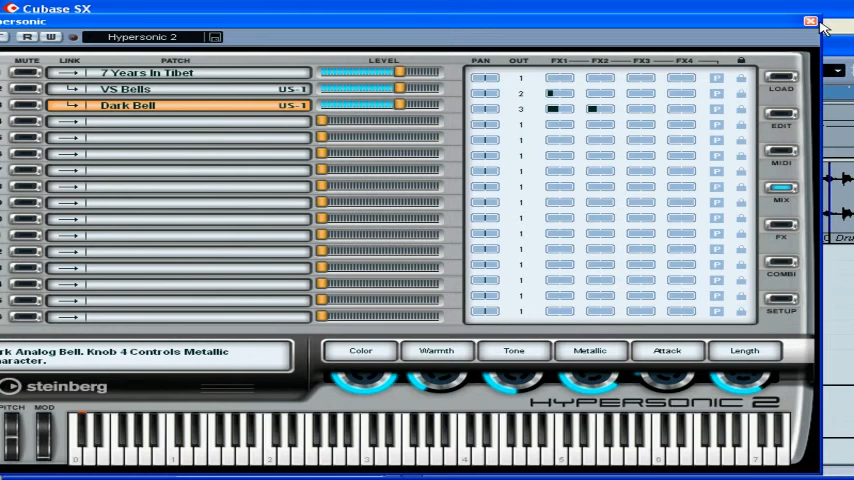 Cubase SX
ersonic
R W Hypersonic 2
MUTE LINK PATCH LEVEL PAN OUT FX1 FX2 FX3 FX4
7 Years In Tibet 1
VS Bells US-1 2
Dark Bell US-1 3
1 P
1 P
1 P
1 P
1 P
1 P
1 P
1 P
1 P
1 P
1 P
1 P
1 P
LOAD
EDIT
MIDI
MIX
FX
COMBI
SETUP
Dru
rk Analog Bell. Knob 4 Controls Metallic
aracter.
Color Warmth Tone Metallic Attack Length
steinberg
HYPERSONIC 2
PITCH MOD
0 1 2 3 4 5 6 7